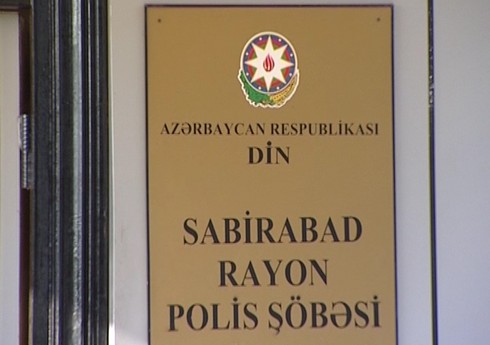 AZƏRBAYCAN RESPUBLİKASI
DİN
SABİRABAD
RAYON
POLİS ŞÖBƏSİ